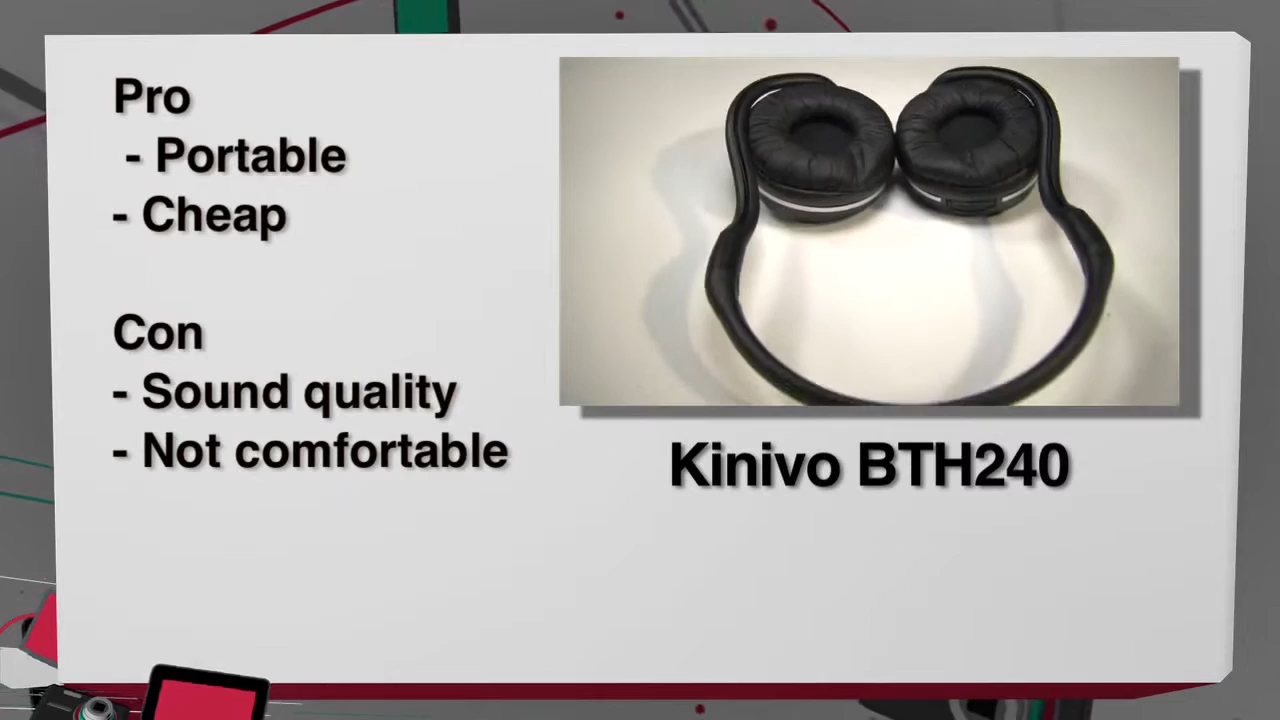 Pro
- Portable
- Cheap
Con
- Sound quality
- Not comfortable
Kinivo BTH240